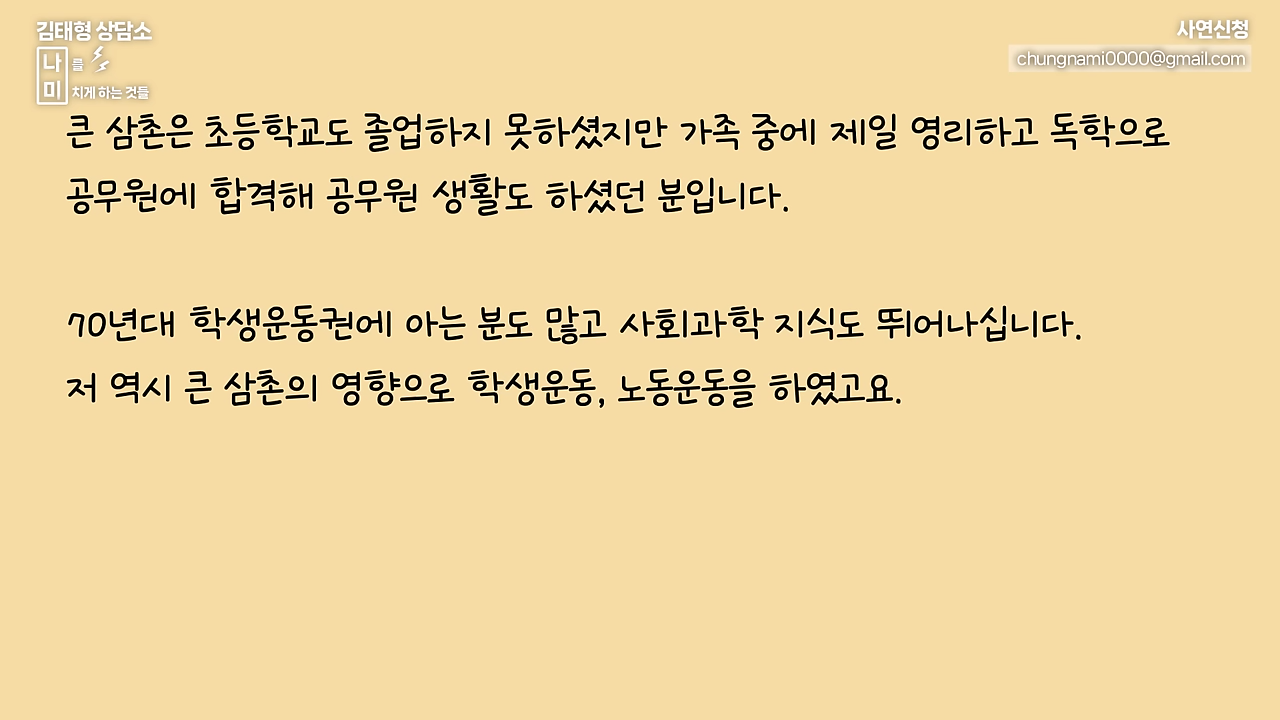 김태형 상담소
나를
미치게 하는 것들
사연신청
chungnami0000@gmail.com
큰 삼촌은 초등학교도 졸업하지 못하셨지만 가족 중에 제일 영리하고 독학으로
공무원에 합격해 공무원 생활도 하셨던 분입니다.
70년대 학생운동권에 아는 분도 많고 사회과학 지식도 뛰어나십니다.
저 역시 큰 삼촌의 영향으로 학생운동, 노동운동을 하였고요.